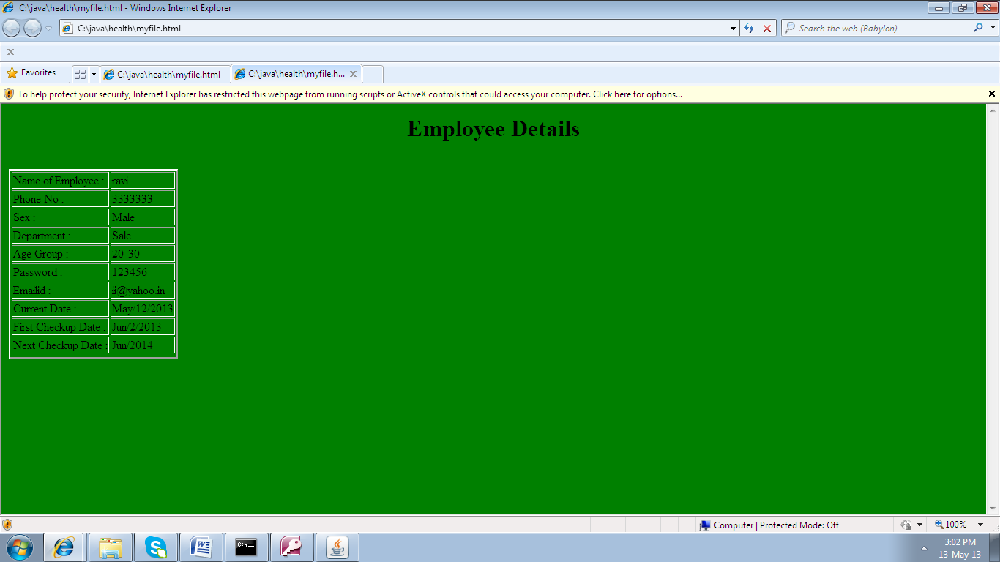 C:\java\health\myfile.html - Windows Internet Explorer
C:\java\health\myfile.html
Search the web (Babylon)
x
Favorites
C:\java\health\myfile.html
C:\java\health\myfile.h...
To help protect your security, Internet Explorer has restricted this webpage from running scripts or ActiveX controls that could access your computer. Click here for options...
Employee Details
Name of Employee : ravi
Phone No : 3333333
Sex : Male
Department : Sale
Age Group : 20-30
Password : 123456
Emailid : ii@yahoo.in
Current Date : May/12/2013
First Checkup Date : Jun/2/2013
Next Checkup Date : Jun/2014
Computer | Protected Mode: Off
100%
C:\_
3:02 PM
13-May-13